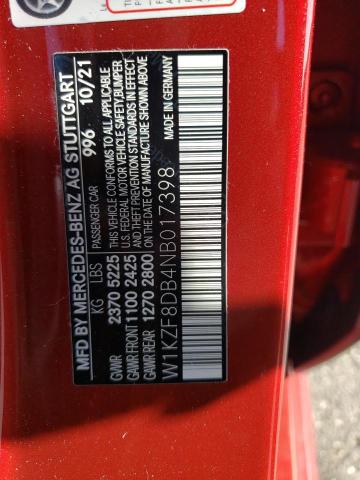 MFD BY MERCEDES-BENZ AG STUTTGART
996 10/21
PASSENGER CAR
KG LBS
GVWR 2370 5225
GAWR FRONT 1100 2425
GAWR REAR 1270 2800
THIS VEHICLE CONFORMS TO ALL APPLICABLE
U.S. FEDERAL MOTOR VEHICLE SAFETY, BUMPER
AND THEFT PREVENTION STANDARDS IN EFFECT
ON THE DATE OF MANUFACTURE SHOWN ABOVE
W1KZF8DB4NB017398
MADE IN GERMANY